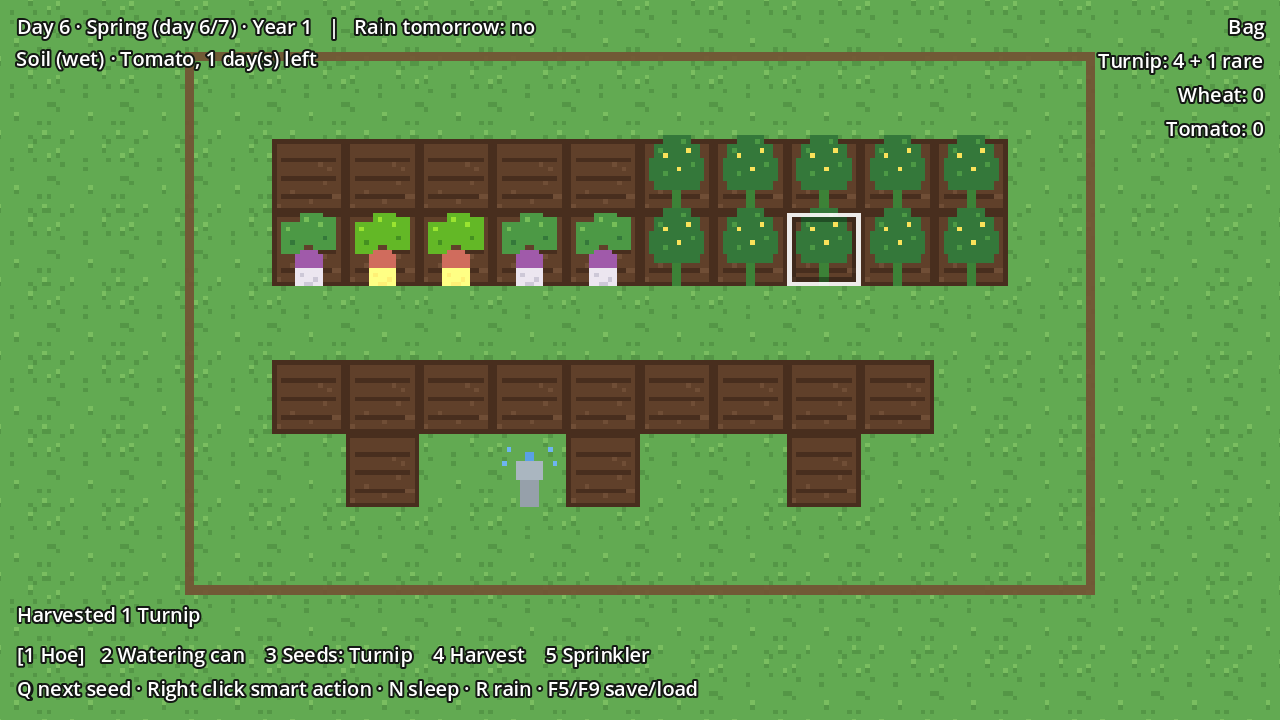 Day 6 · Spring (day 6/7) · Year 1   |   Rain tomorrow: no
Soil (wet) · Tomato, 1 day(s) left
Bag
Turnip: 4 + 1 rare
Wheat: 0
Tomato: 0
Harvested 1 Turnip
[1 Hoe]   2 Watering can   3 Seeds: Turnip   4 Harvest   5 Sprinkler
Q next seed · Right click smart action · N sleep · R rain · F5/F9 save/load